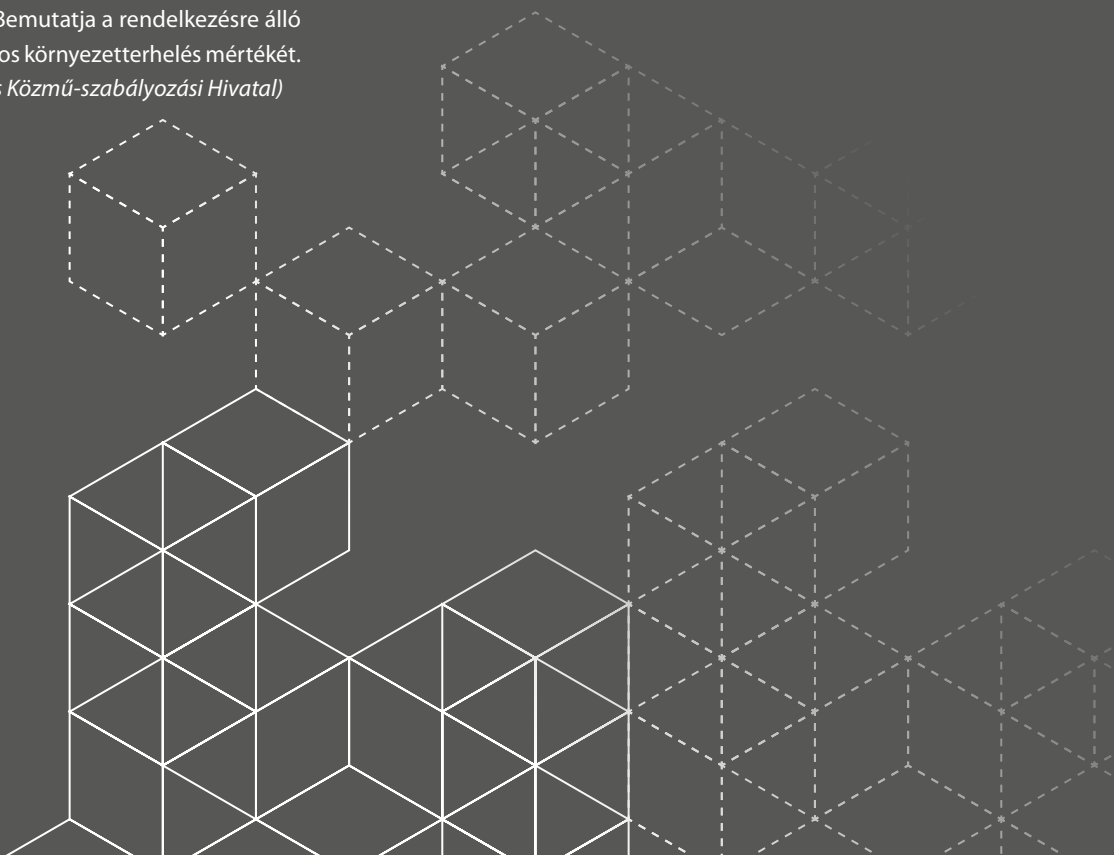 Bemutatja a rendelkezésre álló
os környezetterhelés mértékét.
s Közmű-szabályozási Hivatal)